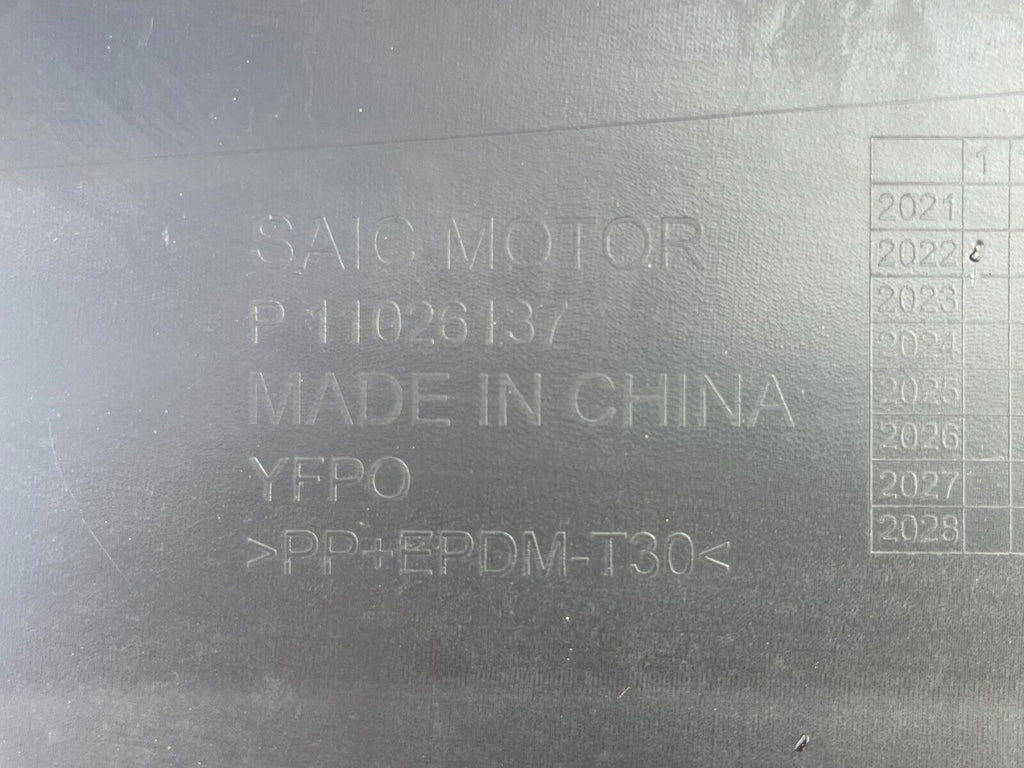 SAIC MOTOR
P 11026137
MADE IN CHINA
YFPO
>PP+EPDM-T30<
1
2021
2022 8
2023
2024
2025
2026
2027
2028